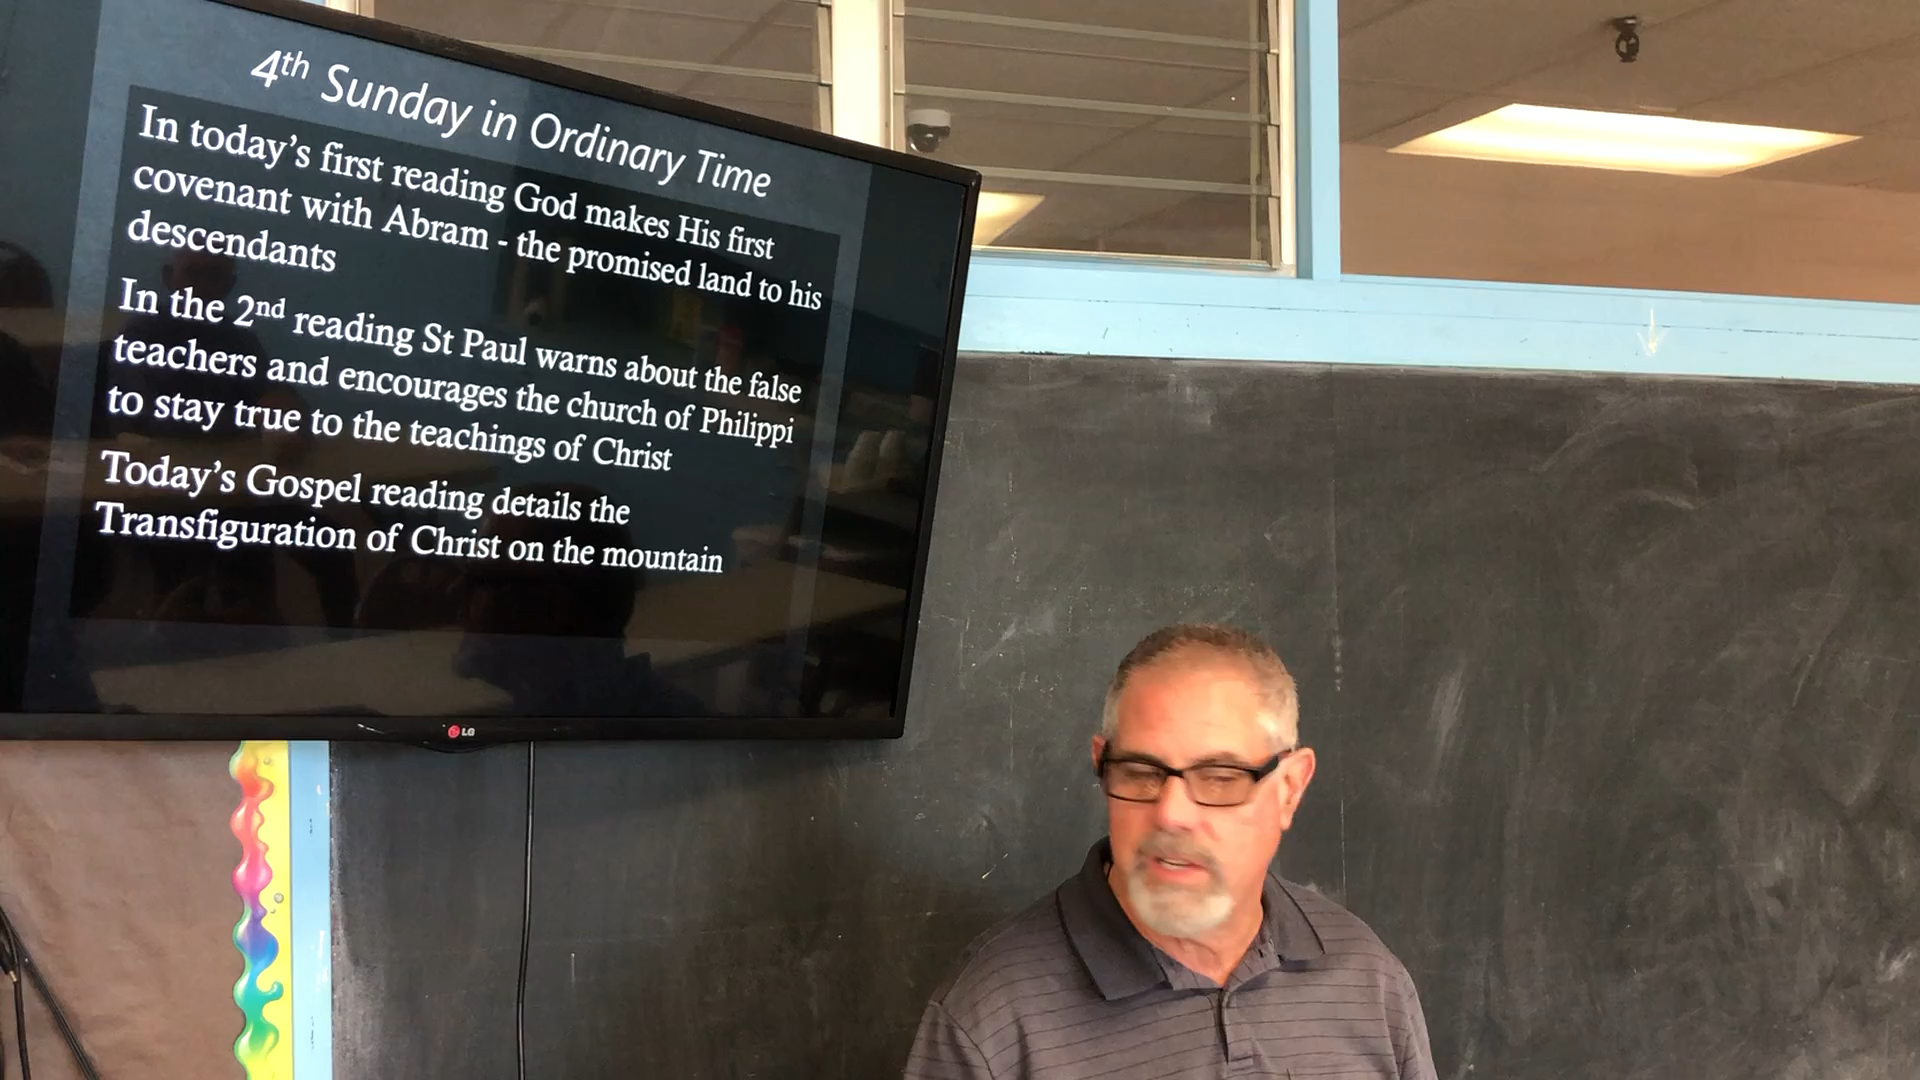 4th Sunday in Ordinary Time
In today's first reading God makes His first
covenant with Abram - the promised land to his
descendants
In the 2nd reading St Paul warns about the false
teachers and encourages the church of Philippi
to stay true to the teachings of Christ
Today's Gospel reading details the
Transfiguration of Christ on the mountain
LG